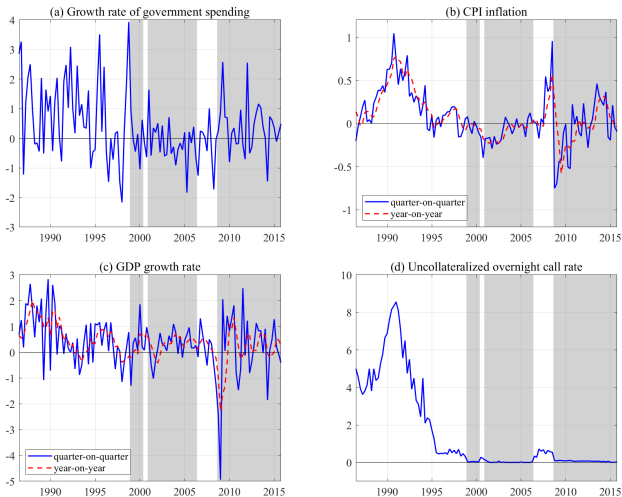 (a) Growth rate of government spending
4
3
2
1
0
-1
-2
-3
1990 1995 2000 2005 2010 2015
(b) CPI inflation
1
0.5
0
-0.5
-1
quarter-on-quarter
year-on-year
1990 1995 2000 2005 2010 2015
(c) GDP growth rate
3
2
1
0
-1
-2
-3
-4
-5
quarter-on-quarter
year-on-year
1990 1995 2000 2005 2010 2015
(d) Uncollateralized overnight call rate
10
8
6
4
2
0
1990 1995 2000 2005 2010 2015